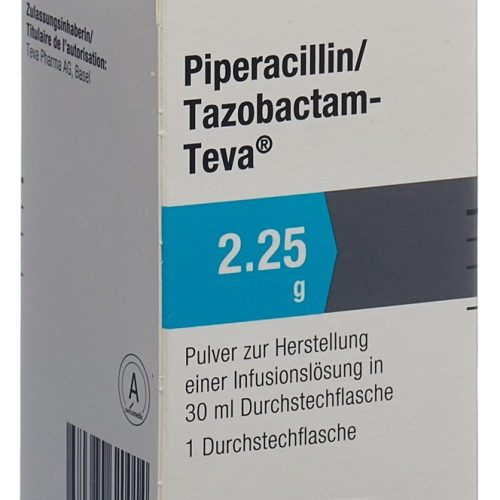 Zulassungsinhaberin/
Titulaire de l'autorisation:
Teva Pharma AG, Basel
Piperacillin/
Tazobactam-
Teva®
2.25
g
Pulver zur Herstellung
einer Infusionslösung in
30 ml Durchstechflasche
1 Durchstechflasche
A